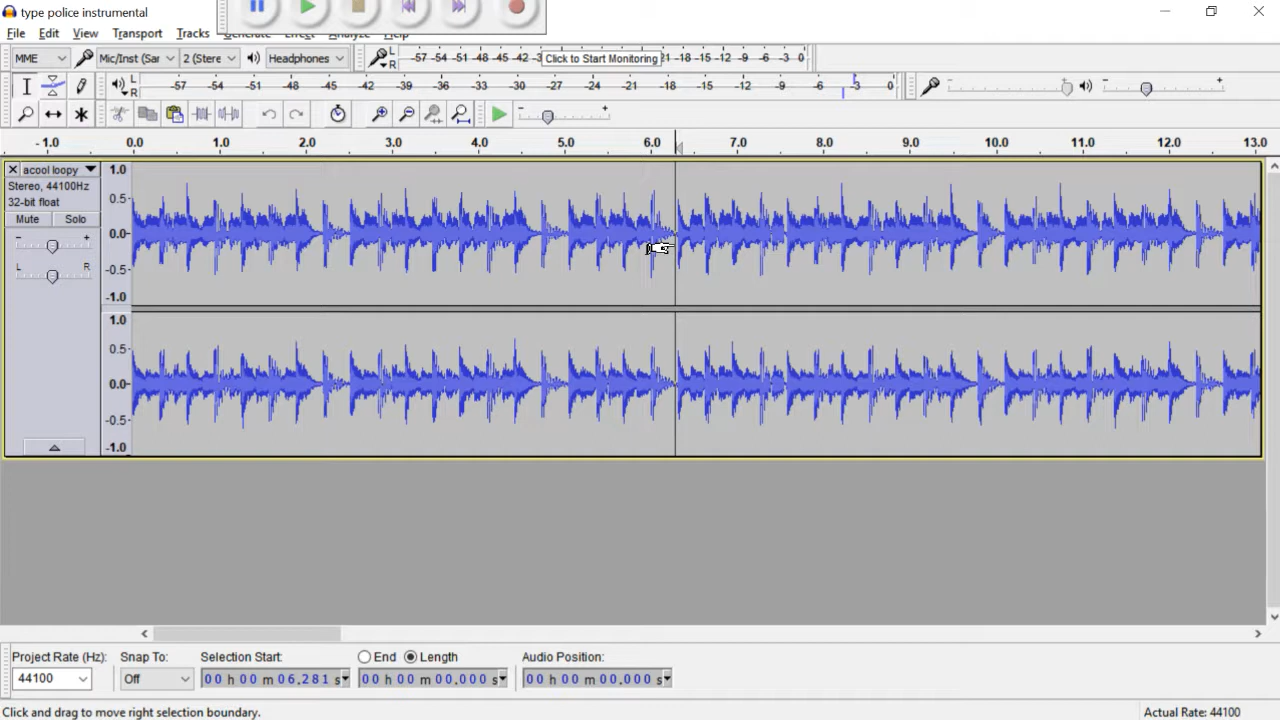 type police instrumental
File Edit View Transport Tracks Generate Effect Analyze Help
MME Mic/Inst (Sar 2 (Stere Headphones L R -57 -54 -51 -48 -45 -42 -3 Click to Start Monitoring 21 -18 -15 -12 -9 -6 -3 0
L R -57 -54 -51 -48 -45 -42 -39 -36 -33 -30 -27 -24 -21 -18 -15 -12 -9 -6 -3 0
-1.0 0.0 1.0 2.0 3.0 4.0 5.0 6.0 7.0 8.0 9.0 10.0 11.0 12.0 13.0
acool loopy 1.0
Stereo, 44100Hz
32-bit float 0.5
Mute Solo
0.0
L R -0.5
-1.0
1.0
0.5
0.0
-0.5
-1.0
Project Rate (Hz): Snap To: Selection Start: End Length Audio Position:
44100 Off 00 h 00 m 06.281 s 00 h 00 m 00.000 s 00 h 00 m 00.000 s
Click and drag to move right selection boundary. Actual Rate: 44100